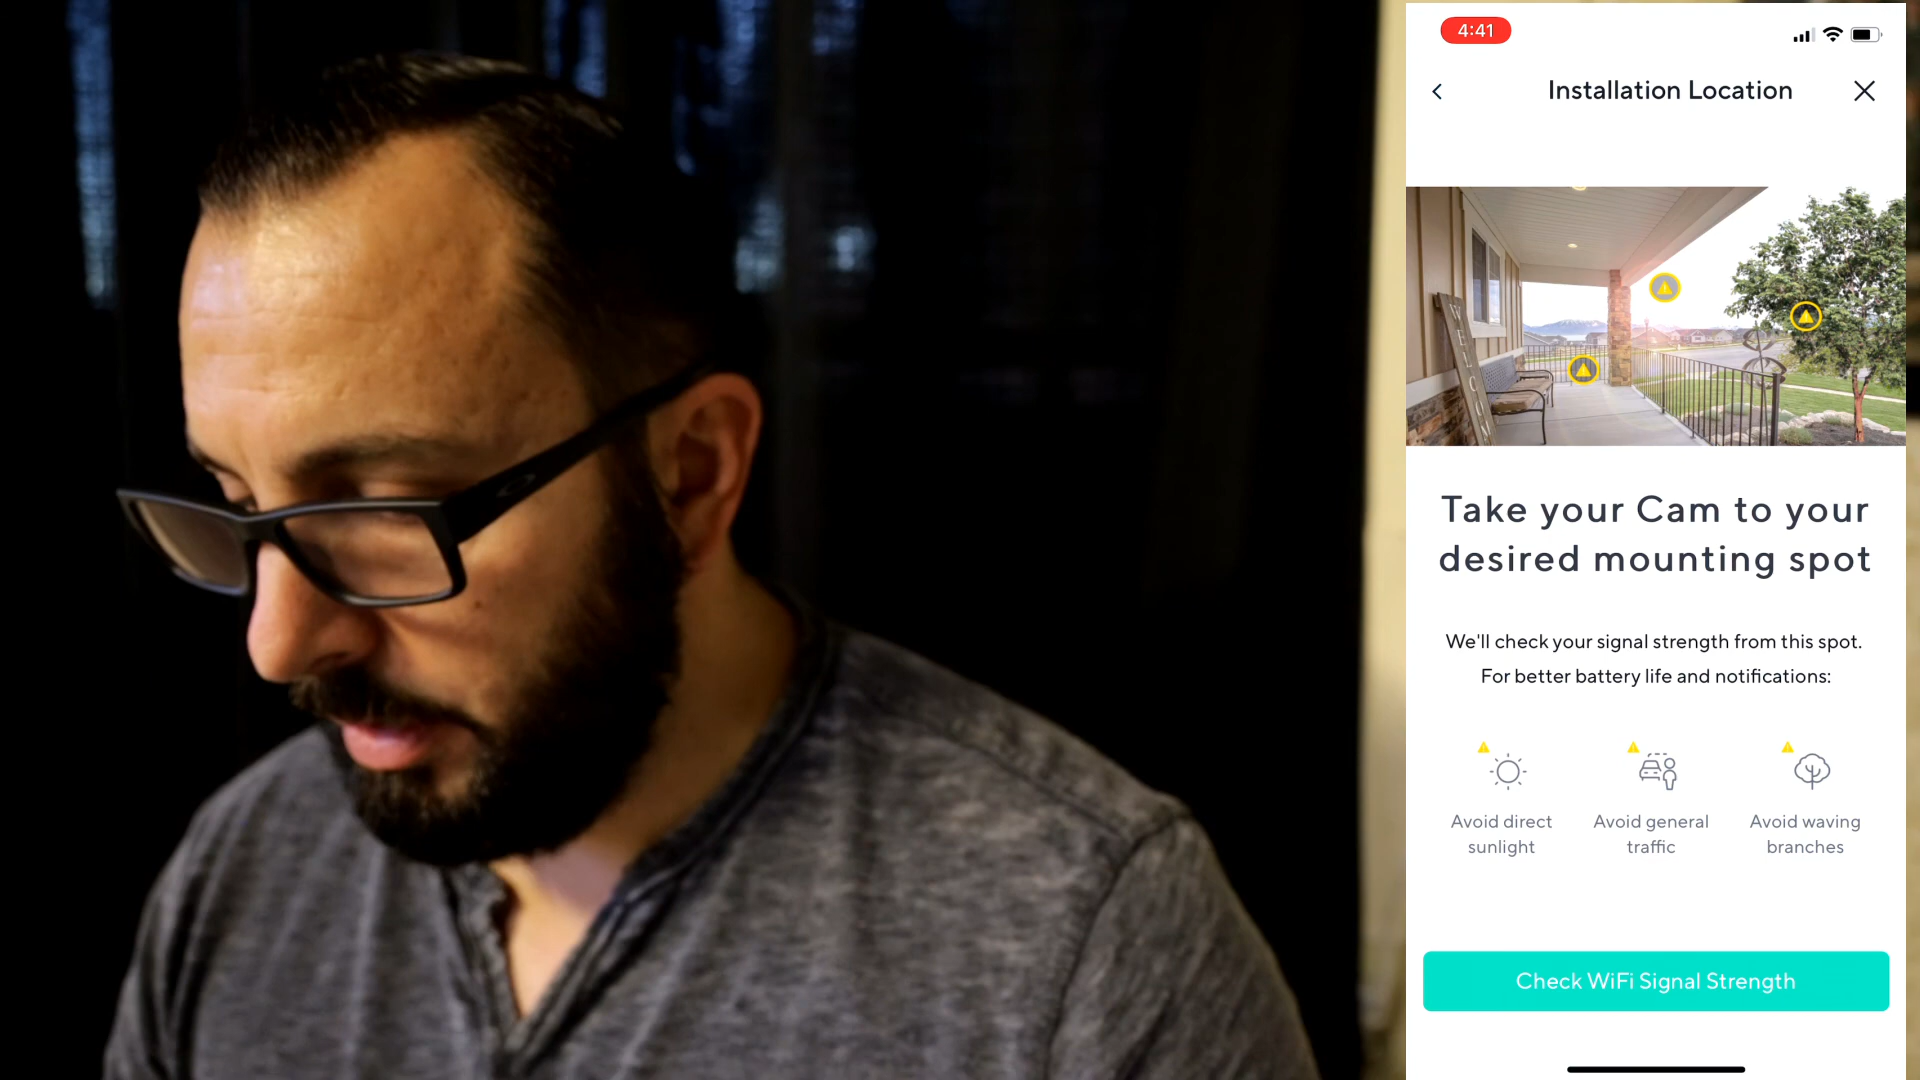 4:41
Installation Location
WELCOM
Take your Cam to your
desired mounting spot
We'll check your signal strength from this spot.
For better battery life and notifications:
Avoid direct
sunlight
Avoid general
traffic
Avoid waving
branches
Check WiFi Signal Strength